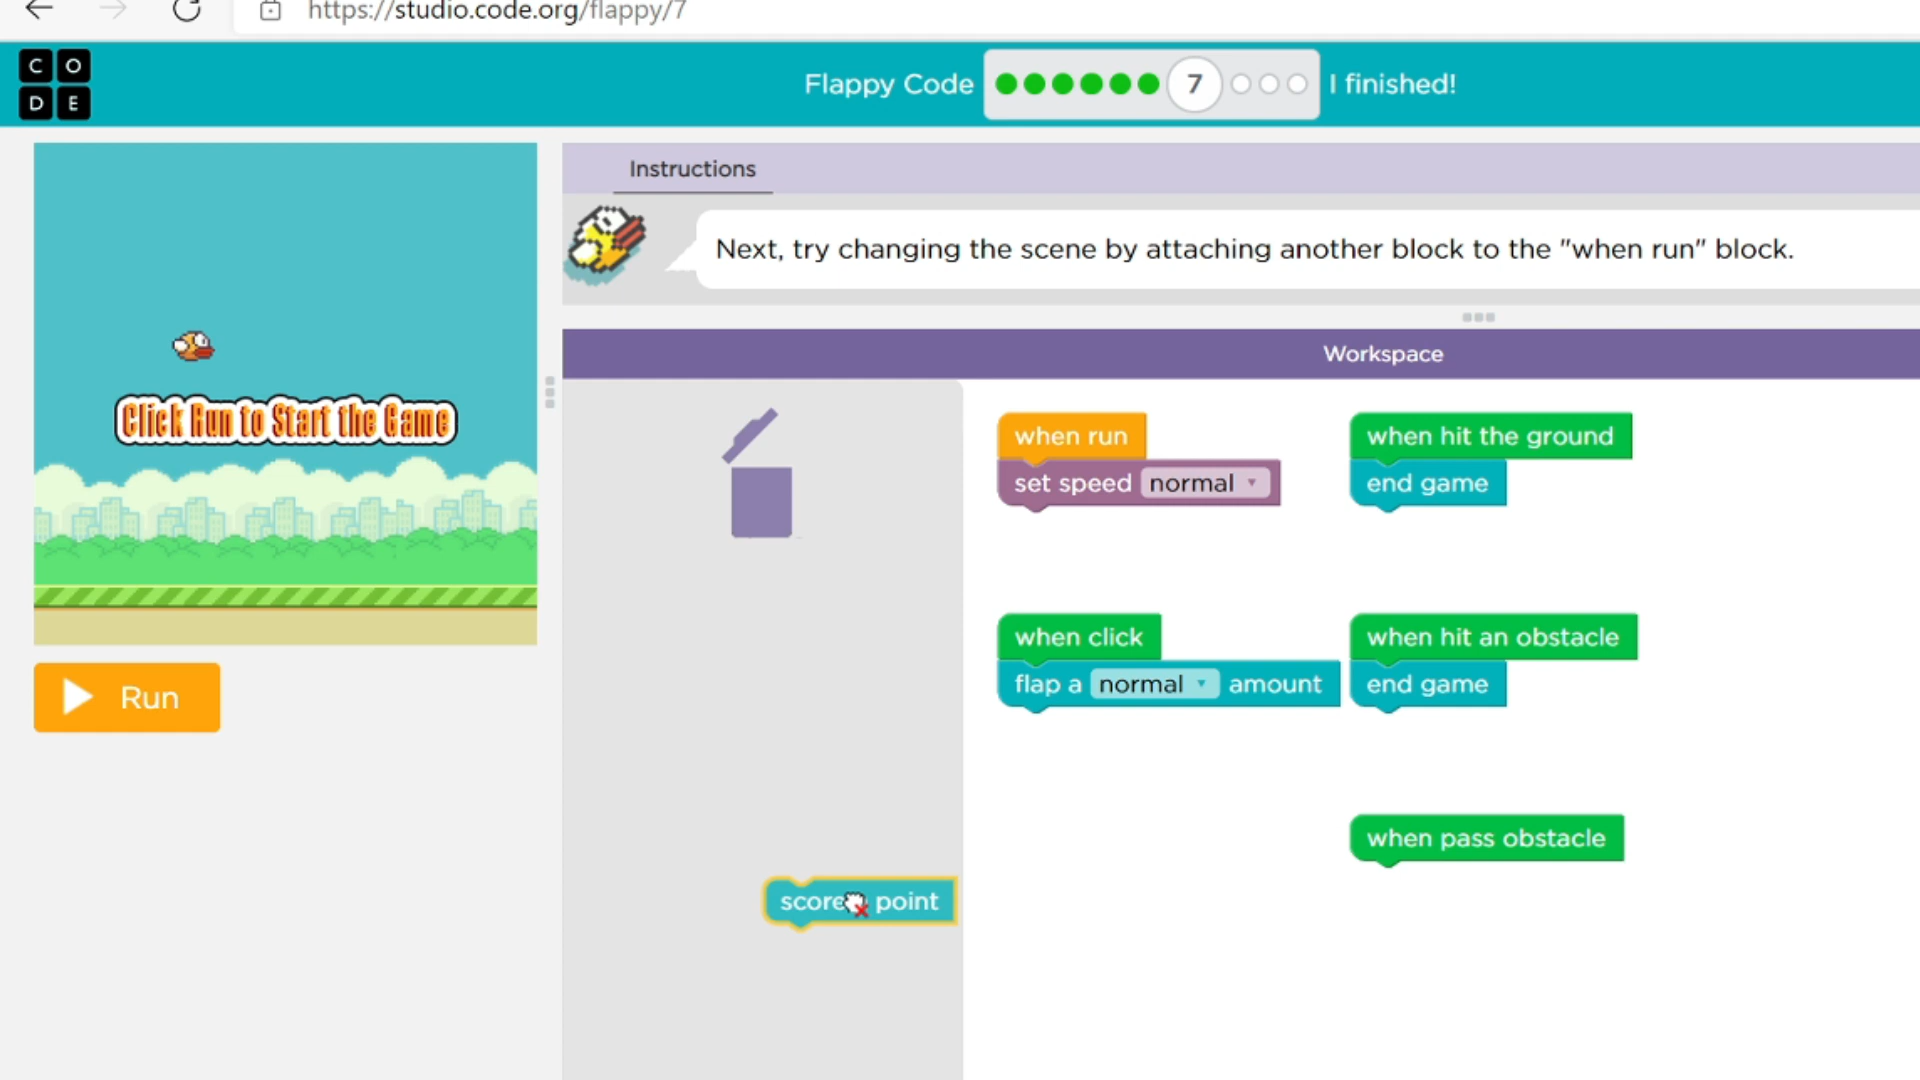 https://studio.code.org/flappy/7
C O
D E
Flappy Code
7
I finished!
Instructions
Next, try changing the scene by attaching another block to the "when run" block.
Workspace
Click Run to Start the Game
Run
when run
set speed normal
when hit the ground
end game
when click
flap a normal amount
when hit an obstacle
end game
when pass obstacle
score point